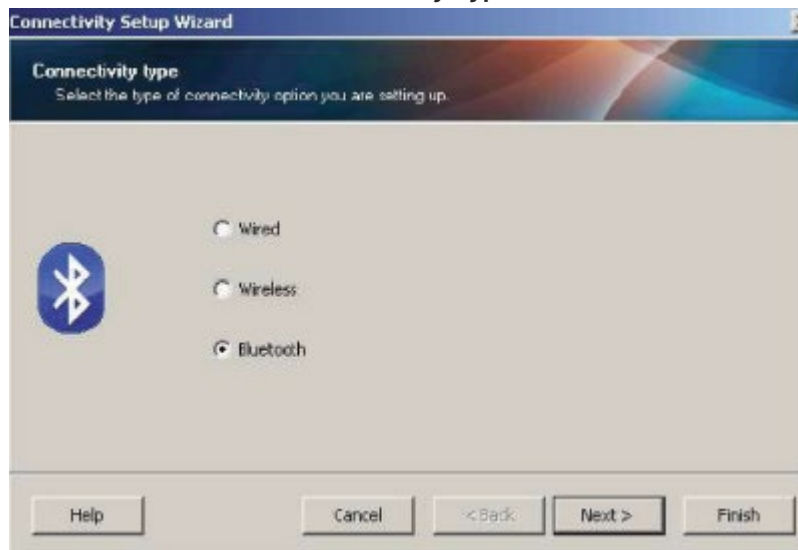 Connectivity Setup Wizard
Connectivity type
Select the type of connectivity option you are setting up.
Wired
Wireless
Bluetooth
Help
Cancel
<Back
Next >
Finish